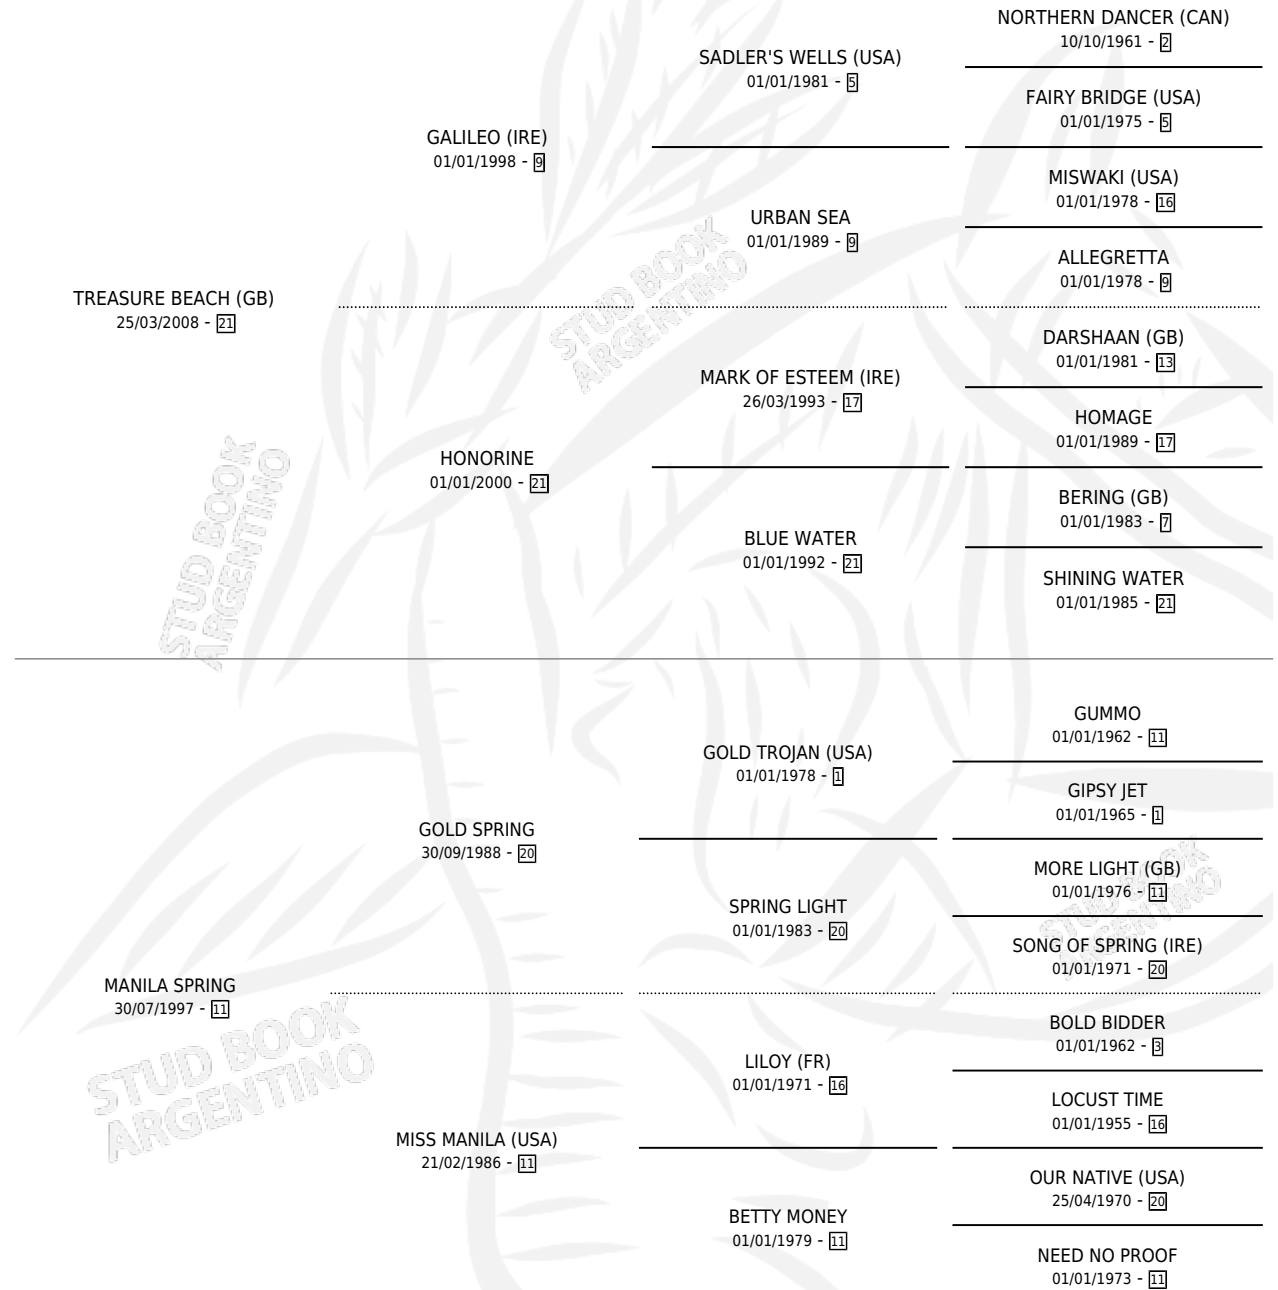 NORTHERN DANCER (CAN)
10/10/1961 - 2
SADLER'S WELLS (USA)
01/01/1981 - 5
FAIRY BRIDGE (USA)
01/01/1975 - 5
GALILEO (IRE)
01/01/1998 - 9
MISWAKI (USA)
01/01/1978 - 16
URBAN SEA
01/01/1989 - 9
ALLEGRETTA
01/01/1978 - 9
TREASURE BEACH (GB)
25/03/2008 - 21
DARSHAAN (GB)
01/01/1981 - 13
MARK OF ESTEEM (IRE)
26/03/1993 - 17
HOMAGE
01/01/1989 - 17
HONORINE
01/01/2000 - 21
BERING (GB)
01/01/1983 - 7
BLUE WATER
01/01/1992 - 21
SHINING WATER
01/01/1985 - 21
GUMMO
01/01/1962 - 11
GOLD TROJAN (USA)
01/01/1978 - 1
GIPSY JET
01/01/1965 - 1
GOLD SPRING
30/09/1988 - 20
MORE LIGHT (GB)
01/01/1976 - 11
SPRING LIGHT
01/01/1983 - 20
SONG OF SPRING (IRE)
01/01/1971 - 20
MANILA SPRING
30/07/1997 - 11
BOLD BIDDER
01/01/1962 - 3
LILOY (FR)
01/01/1971 - 16
LOCUST TIME
01/01/1955 - 16
MISS MANILA (USA)
21/02/1986 - 11
OUR NATIVE (USA)
25/04/1970 - 20
BETTY MONEY
01/01/1979 - 11
NEED NO PROOF
01/01/1973 - 11
STUD BOOK
ARGENTINO
STUD BOOK
ARGENTINO
STUD BOOK
ARGENTINO
STUD BOOK
ARGENTINO